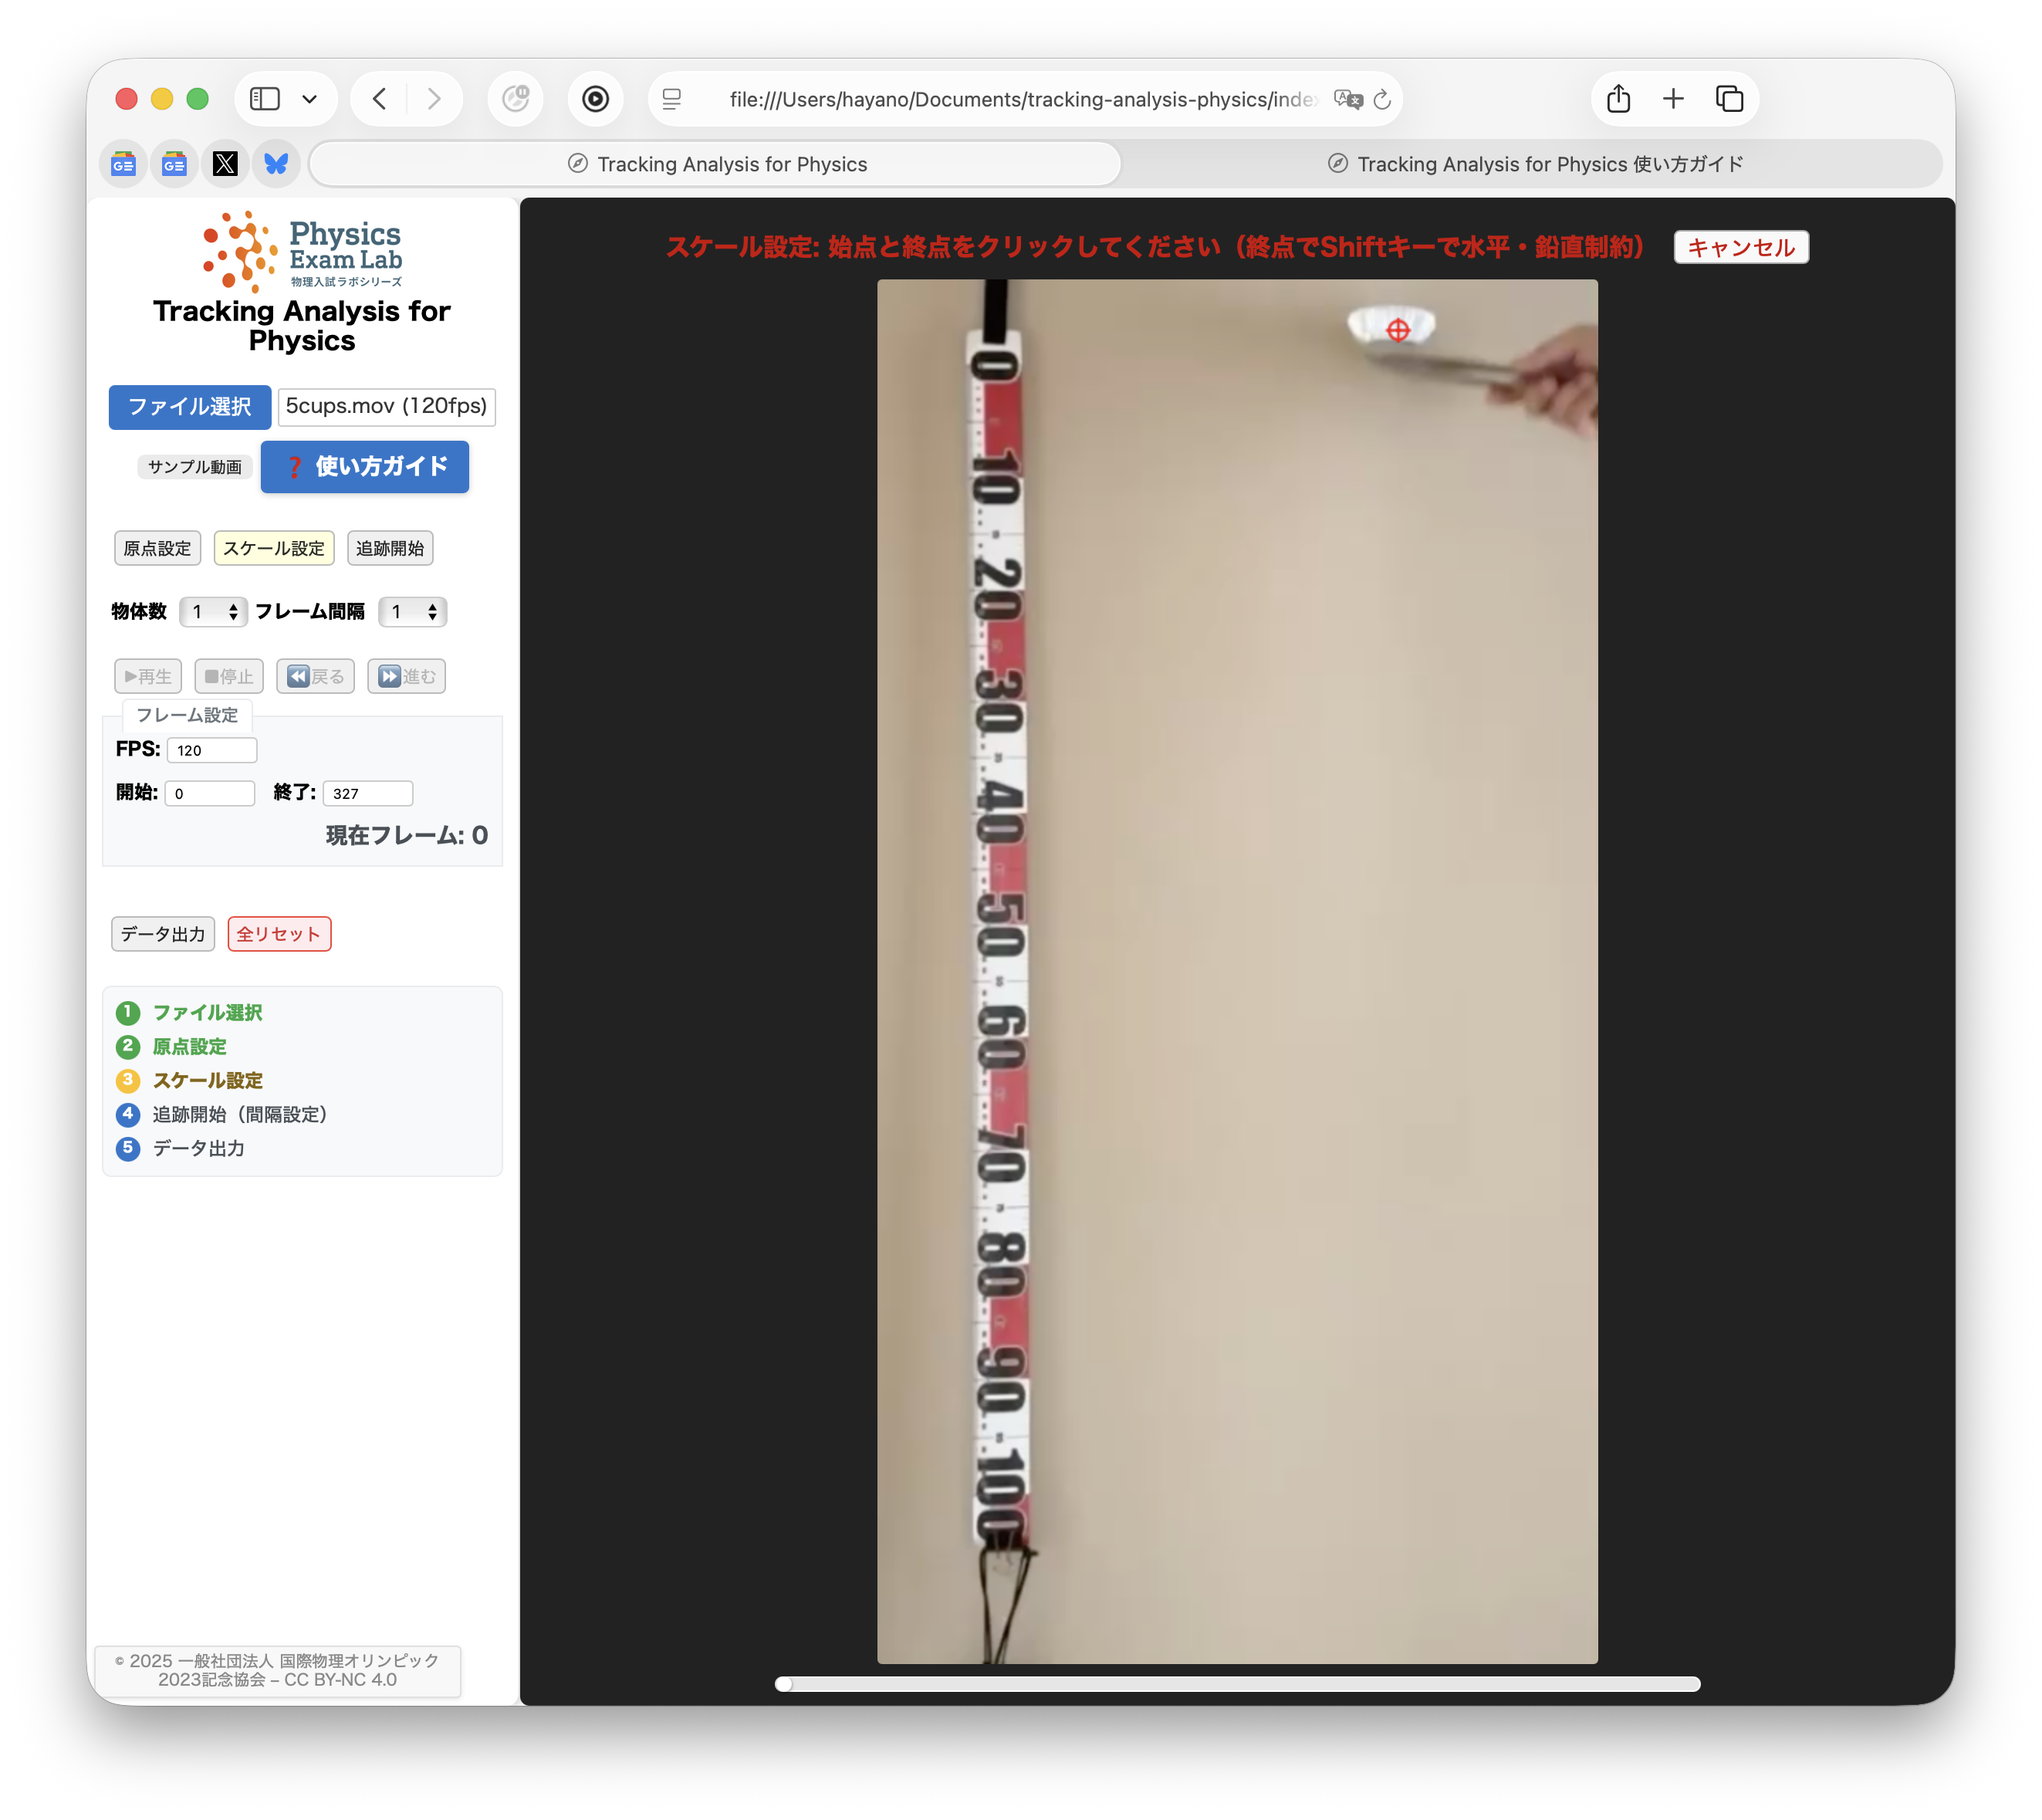 file:///Users/hayano/Documents/tracking-analysis-physics/inde
Tracking Analysis for Physics
Tracking Analysis for Physics 使い方ガイド
Physics
Exam Lab
物理入試ラボシリーズ
Tracking Analysis for
Physics
ファイル選択
5cups.mov (120fps)
サンプル動画
❓ 使い方ガイド
原点設定
スケール設定
追跡開始
物体数 1 フレーム間隔 1
▶再生
■停止
⏪戻る
⏩進む
フレーム設定
FPS: 120
開始: 0 終了: 327
現在フレーム: 0
データ出力
全リセット
1 ファイル選択
2 原点設定
3 スケール設定
4 追跡開始（間隔設定）
5 データ出力
© 2025 一般社団法人 国際物理オリンピック
2023記念協会 – CC BY-NC 4.0
スケール設定: 始点と終点をクリックしてください（終点でShiftキーで水平・鉛直制約）
キャンセル
0
10
20
30
40
50
60
70
80
90
100